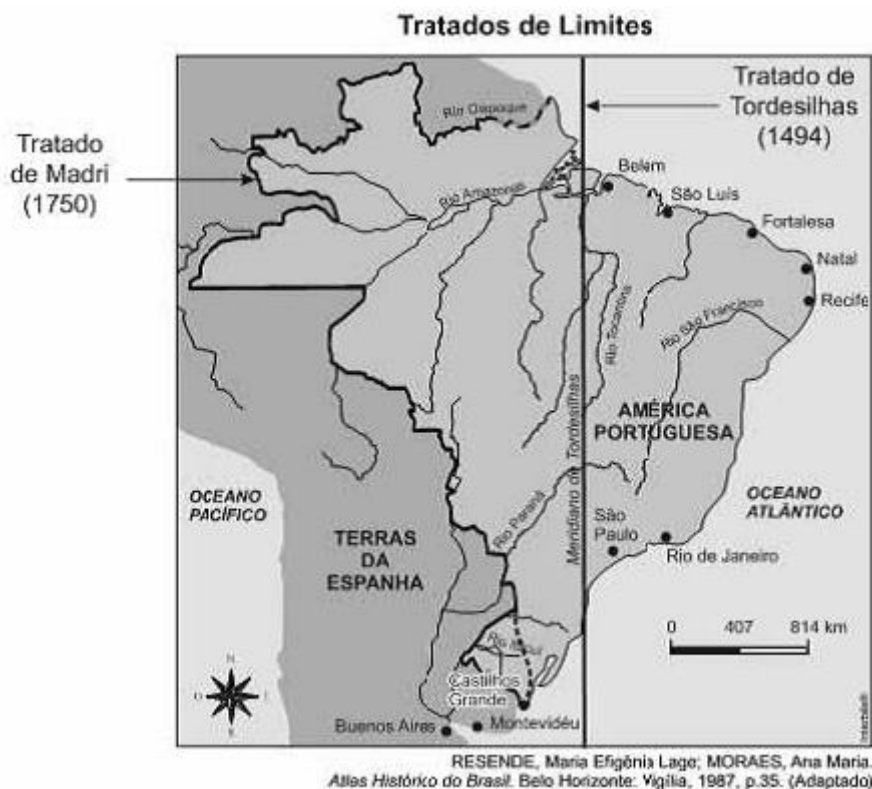 Tratados de Limites
Tratado de
Tordesilhas
(1494)
Tratado
de Madri
(1750)
Rio Oiapoque
Belem
São Luís
Rio Amazonas
Fortalesa
Natal
Recife
Rio Tocantins
Rio São Francisco
AMÉRICA
PORTUGUESA
Meridiano de Tordesilhas
OCEANO
PACÍFICO
OCEANO
ATLÂNTICO
TERRAS
DA
ESPANHA
Rio Paraná
São
Paulo
Rio de Janeiro
0 407 814 km
N
O
Castilhos
Grande
Buenos Aires
Montevidéu
RESENDE, Maria Efigênia Lage; MORAES, Ana Maria.
Atlas Histórico do Brasil. Belo Horizonte: Vigília, 1987, p.35. (Adaptado)